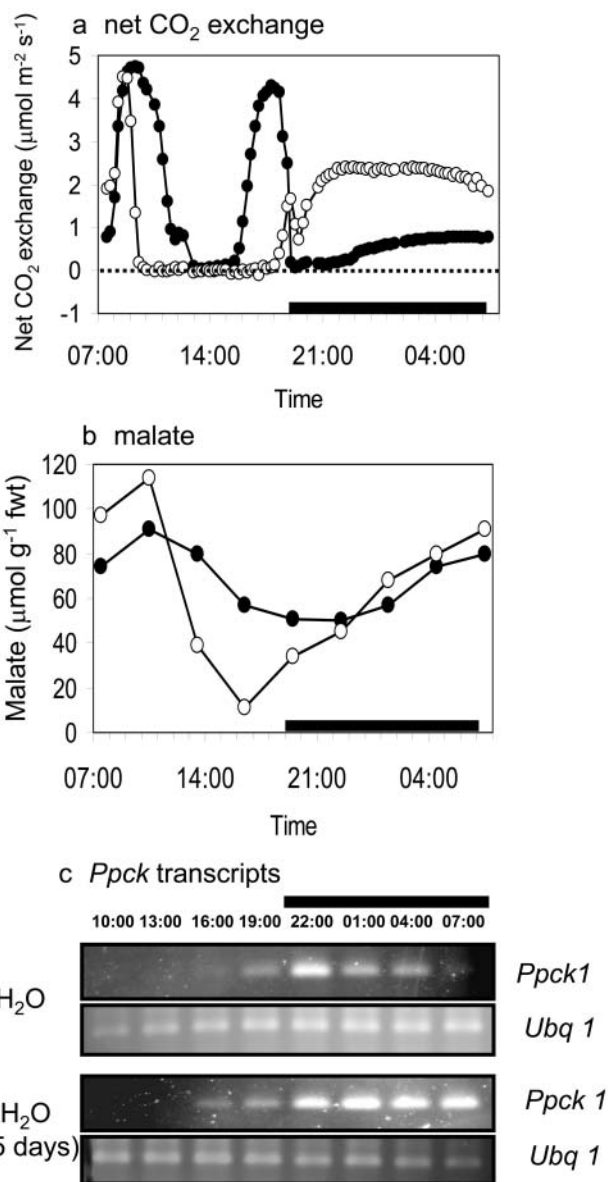 a net CO₂ exchange
Net CO₂ exchange (µmol m⁻² s⁻¹)
5
4
3
2
1
0
-1
07:00 14:00 21:00 04:00
Time
b malate
Malate (µmol g⁻¹ fwt)
120
100
80
60
40
20
0
07:00 14:00 21:00 04:00
Time
c Ppck transcripts
10:00 13:00 16:00 19:00 22:00 01:00 04:00 07:00
H₂O
Ppck1
Ubq 1
H₂O
5 days)
Ppck 1
Ubq 1